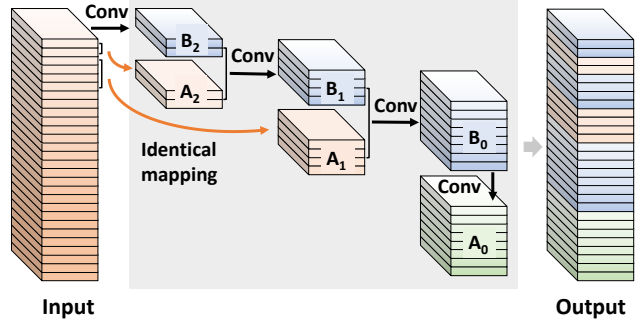 Conv
B2
A2
Conv
B1
A1
Conv
B0
Conv
A0
Identical
mapping
Input
Output